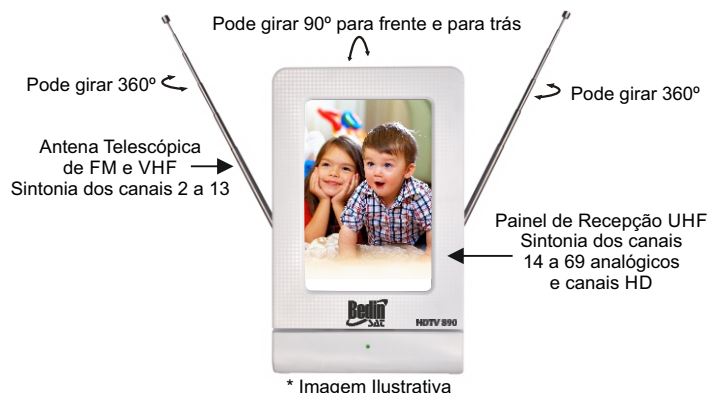 Pode girar 90º para frente e para trás
Pode girar 360º
Pode girar 360º
Antena Telescópica
de FM e VHF
Sintonia dos canais 2 a 13
Painel de Recepção UHF
Sintonia dos canais
14 a 69 analógicos
e canais HD
Bedin
SAT
HDTV 890
* Imagem Ilustrativa